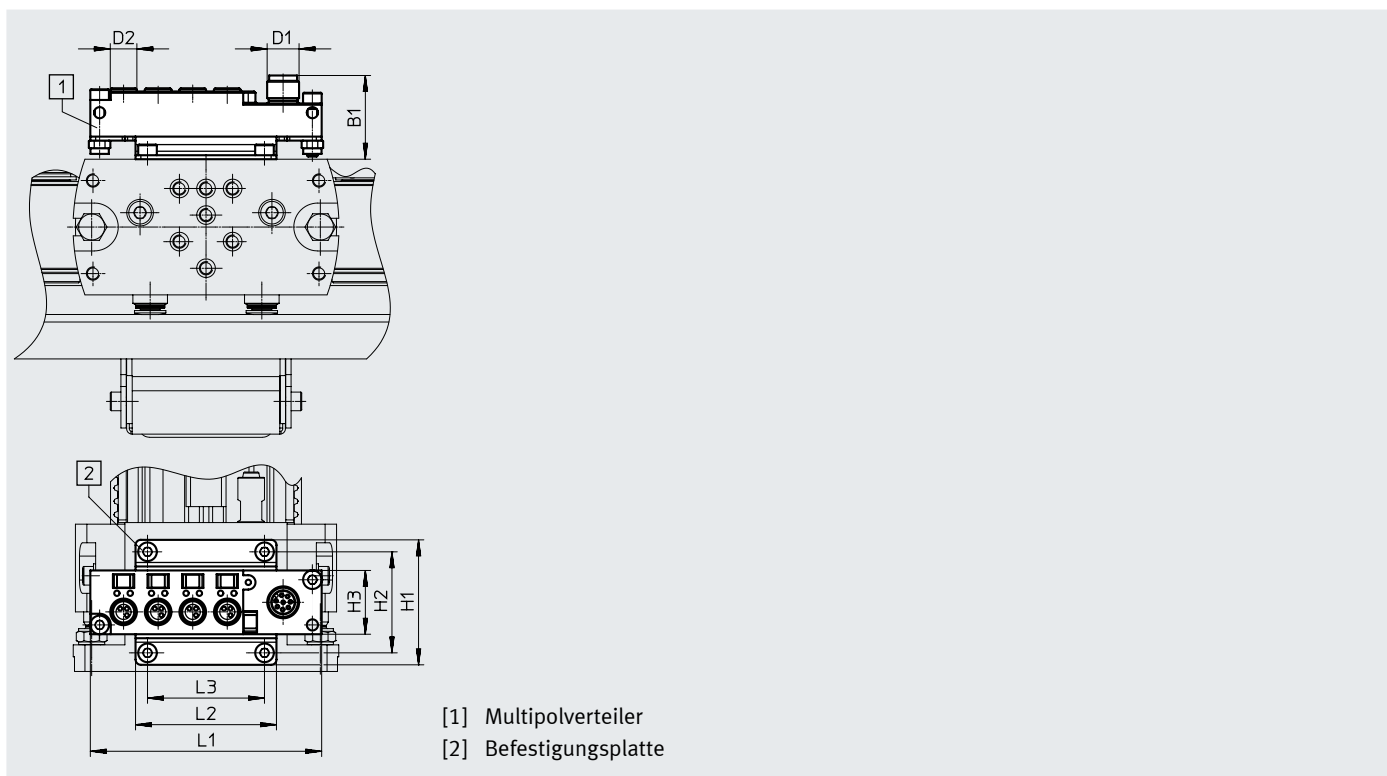 D2
D1
1
B1
2
H3
H2
H1
L3
L2
L1
[1] Multipolverteiler
[2] Befestigungsplatte